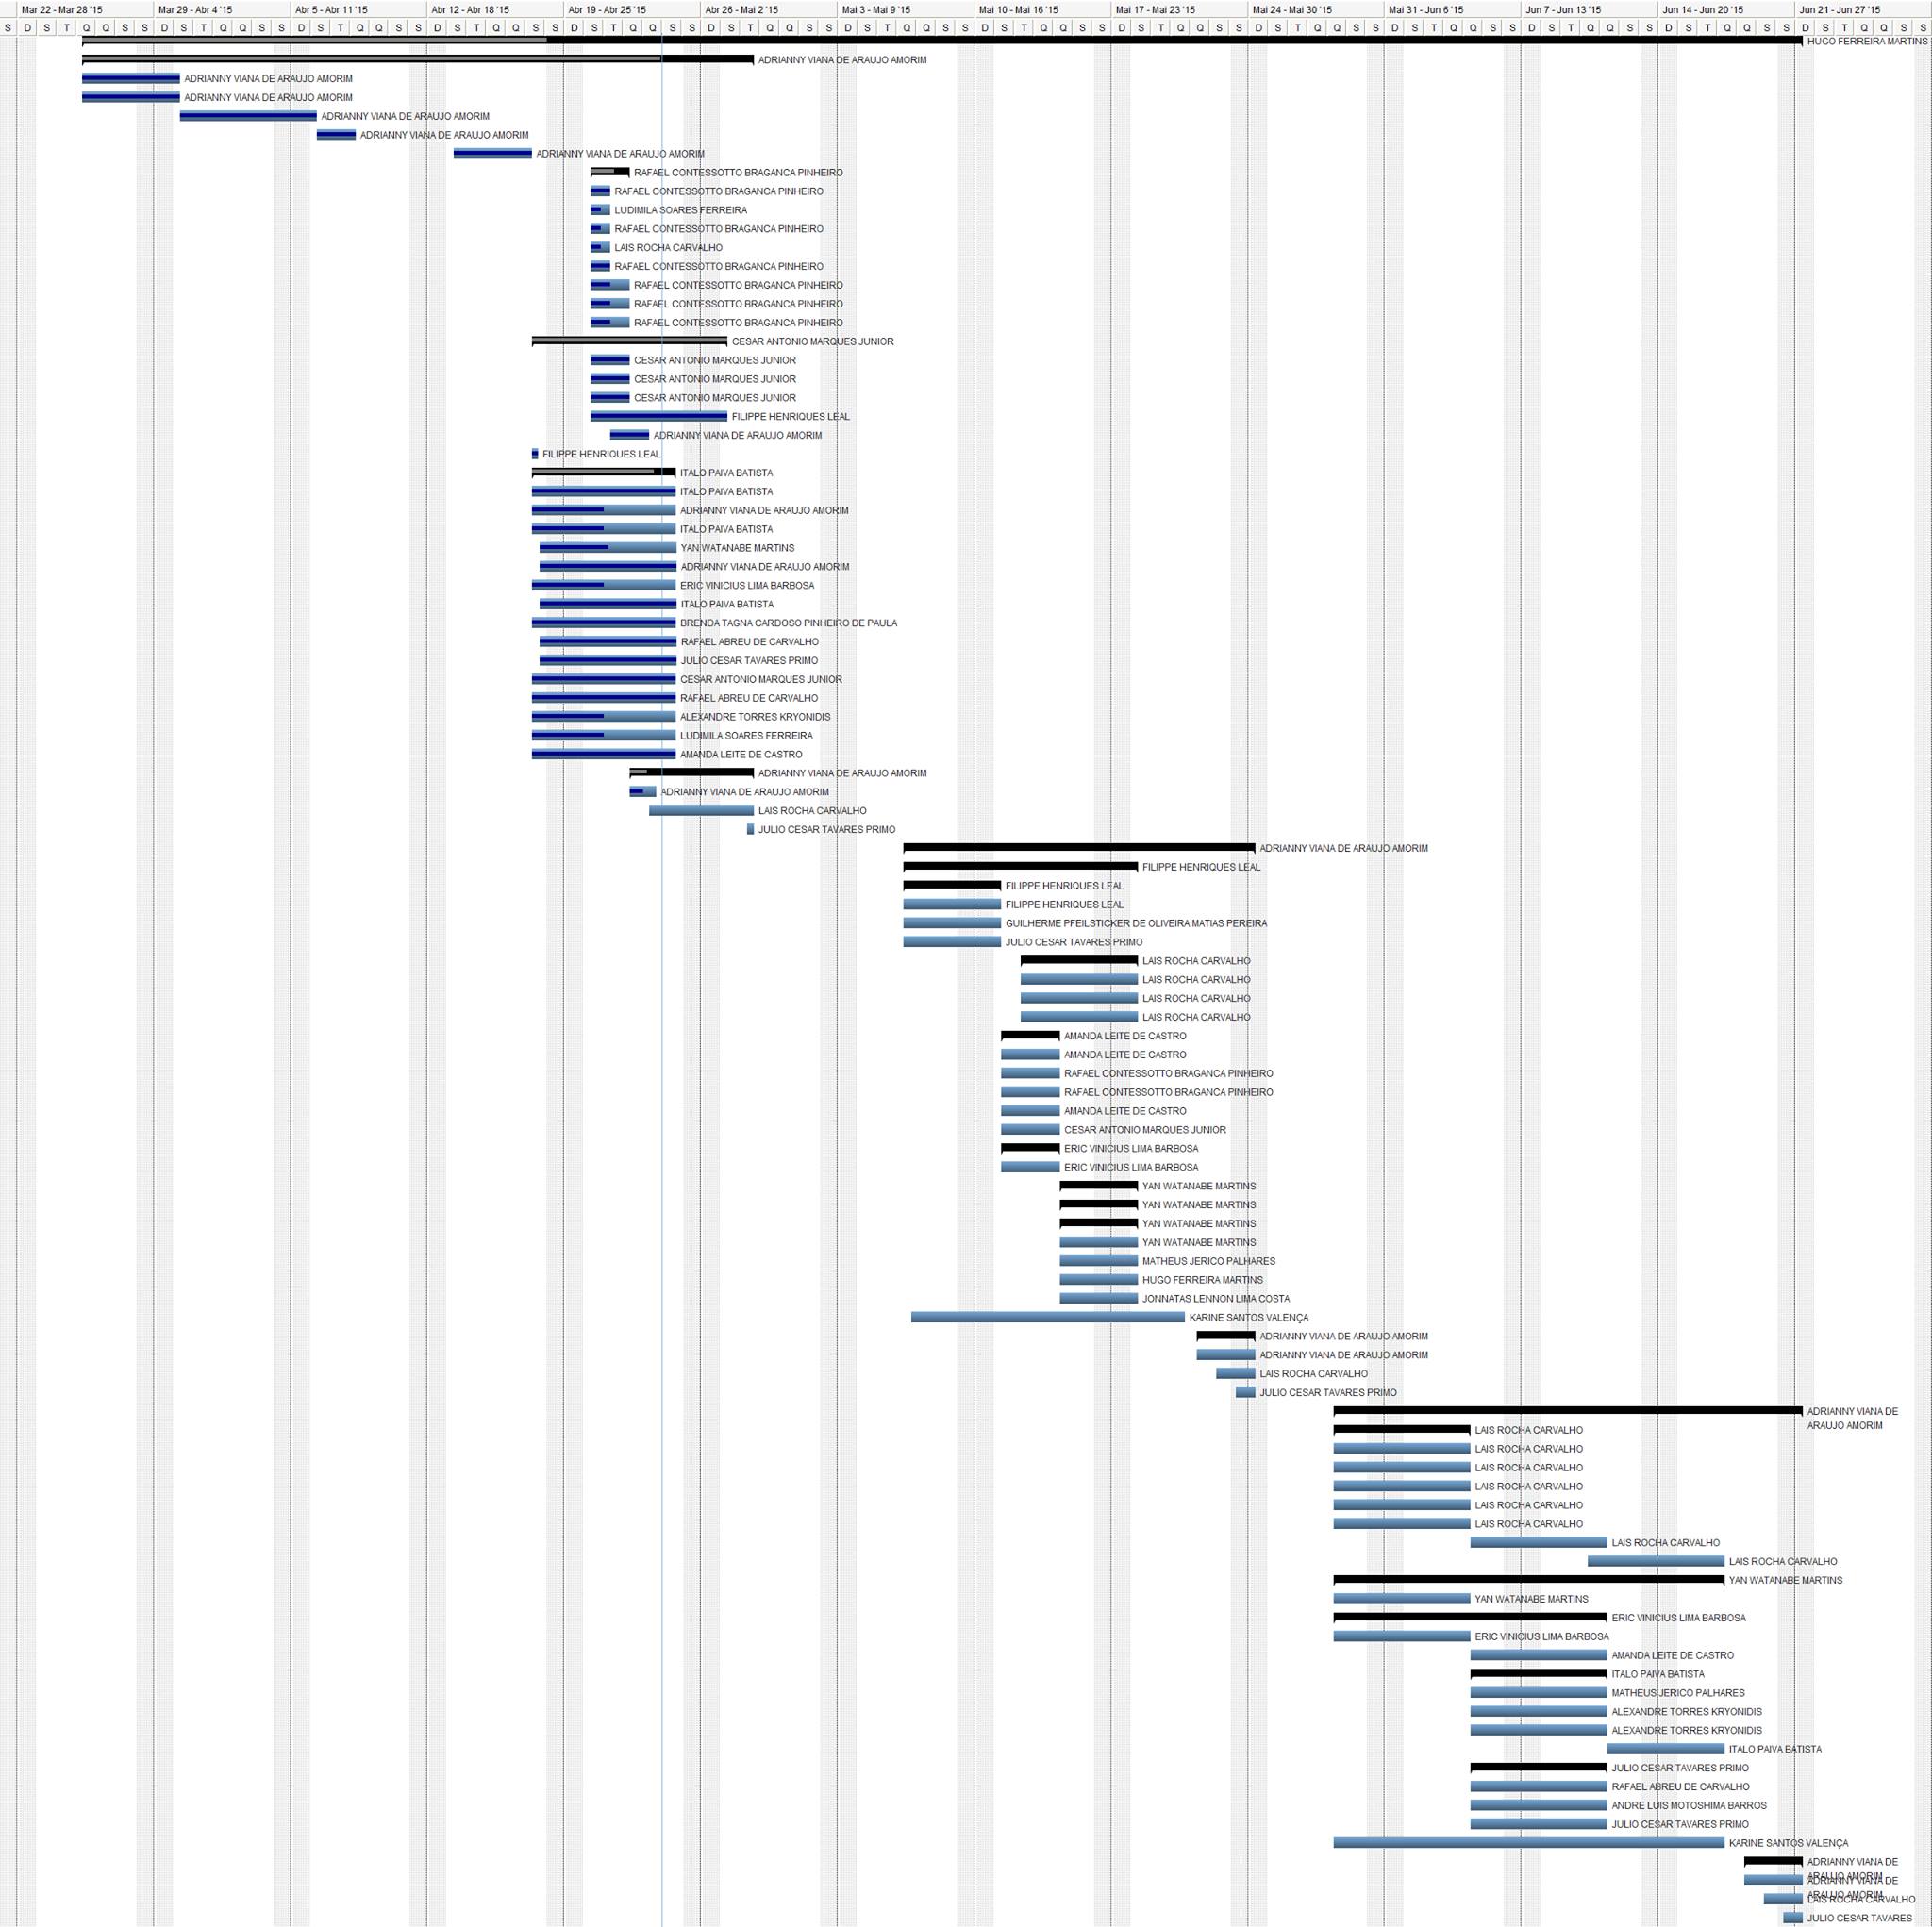 Mar 22 - Mar 28 '15 Mar 29 - Abr 4 '15 Abr 5 - Abr 11 '15 Abr 12 - Abr 18 '15 Abr 19 - Abr 25 '15 Abr 26 - Mai 2 '15 Mai 3 - Mai 9 '15 Mai 10 - Mai 16 '15 Mai 17 - Mai 23 '15 Mai 24 - Mai 30 '15 Mai 31 - Jun 6 '15 Jun 7 - Jun 13 '15 Jun 14 - Jun 20 '15 Jun 21 - Jun 27 '15
S D S T Q Q S S D S T Q Q S S D S T Q Q S S D S T Q Q S S D S T Q Q S S D S T Q Q S S D S T Q Q S S D S T Q Q S S D S T Q Q S S D S T Q Q S S D S T Q Q S S D S T Q Q S S D S T Q Q S S D S T Q Q S
HUGO FERREIRA MARTINS
ADRIANNY VIANA DE ARAUJO AMORIM
ADRIANNY VIANA DE ARAUJO AMORIM
ADRIANNY VIANA DE ARAUJO AMORIM
ADRIANNY VIANA DE ARAUJO AMORIM
ADRIANNY VIANA DE ARAUJO AMORIM
ADRIANNY VIANA DE ARAUJO AMORIM
RAFAEL CONTESSOTTO BRAGANCA PINHEIRO
RAFAEL CONTESSOTTO BRAGANCA PINHEIRO
LUDIMILA SOARES FERREIRA
RAFAEL CONTESSOTTO BRAGANCA PINHEIRO
LAIS ROCHA CARVALHO
RAFAEL CONTESSOTTO BRAGANCA PINHEIRO
RAFAEL CONTESSOTTO BRAGANCA PINHEIRO
RAFAEL CONTESSOTTO BRAGANCA PINHEIRO
RAFAEL CONTESSOTTO BRAGANCA PINHEIRO
CESAR ANTONIO MARQUES JUNIOR
CESAR ANTONIO MARQUES JUNIOR
CESAR ANTONIO MARQUES JUNIOR
CESAR ANTONIO MARQUES JUNIOR
FILIPPE HENRIQUES LEAL
ADRIANNY VIANA DE ARAUJO AMORIM
FILIPPE HENRIQUES LEAL
ITALO PAIVA BATISTA
ITALO PAIVA BATISTA
ADRIANNY VIANA DE ARAUJO AMORIM
ITALO PAIVA BATISTA
YAN WATANABE MARTINS
ADRIANNY VIANA DE ARAUJO AMORIM
ERIC VINICIUS LIMA BARBOSA
ITALO PAIVA BATISTA
BRENDA TAGNA CARDOSO PINHEIRO DE PAULA
RAFAEL ABREU DE CARVALHO
JULIO CESAR TAVARES PRIMO
CESAR ANTONIO MARQUES JUNIOR
RAFAEL ABREU DE CARVALHO
ALEXANDRE TORRES KRYONIDIS
LUDIMILA SOARES FERREIRA
AMANDA LEITE DE CASTRO
ADRIANNY VIANA DE ARAUJO AMORIM
ADRIANNY VIANA DE ARAUJO AMORIM
LAIS ROCHA CARVALHO
JULIO CESAR TAVARES PRIMO
ADRIANNY VIANA DE ARAUJO AMORIM
FILIPPE HENRIQUES LEAL
FILIPPE HENRIQUES LEAL
FILIPPE HENRIQUES LEAL
GUILHERME PFEILSTICKER DE OLIVEIRA MATIAS PEREIRA
JULIO CESAR TAVARES PRIMO
LAIS ROCHA CARVALHO
LAIS ROCHA CARVALHO
LAIS ROCHA CARVALHO
LAIS ROCHA CARVALHO
AMANDA LEITE DE CASTRO
AMANDA LEITE DE CASTRO
RAFAEL CONTESSOTTO BRAGANCA PINHEIRO
RAFAEL CONTESSOTTO BRAGANCA PINHEIRO
AMANDA LEITE DE CASTRO
CESAR ANTONIO MARQUES JUNIOR
ERIC VINICIUS LIMA BARBOSA
ERIC VINICIUS LIMA BARBOSA
YAN WATANABE MARTINS
YAN WATANABE MARTINS
YAN WATANABE MARTINS
YAN WATANABE MARTINS
MATHEUS JERICO PALHARES
HUGO FERREIRA MARTINS
JONNATAS LENNON LIMA COSTA
KARINE SANTOS VALENÇA
ADRIANNY VIANA DE ARAUJO AMORIM
ADRIANNY VIANA DE ARAUJO AMORIM
LAIS ROCHA CARVALHO
JULIO CESAR TAVARES PRIMO
ADRIANNY VIANA DE
ARAUJO AMORIM
LAIS ROCHA CARVALHO
LAIS ROCHA CARVALHO
LAIS ROCHA CARVALHO
LAIS ROCHA CARVALHO
LAIS ROCHA CARVALHO
LAIS ROCHA CARVALHO
LAIS ROCHA CARVALHO
LAIS ROCHA CARVALHO
YAN WATANABE MARTINS
YAN WATANABE MARTINS
ERIC VINICIUS LIMA BARBOSA
ERIC VINICIUS LIMA BARBOSA
AMANDA LEITE DE CASTRO
ITALO PAIVA BATISTA
MATHEUS JERICO PALHARES
ALEXANDRE TORRES KRYONIDIS
ALEXANDRE TORRES KRYONIDIS
ITALO PAIVA BATISTA
JULIO CESAR TAVARES PRIMO
RAFAEL ABREU DE CARVALHO
ANDRE LUIS MOTOSHIMA BARROS
JULIO CESAR TAVARES PRIMO
KARINE SANTOS VALENÇA
ADRIANNY VIANA DE
ARAUJO AMORIM
ADRIANNY VIANA DE
ARAUJO AMORIM
LAIS ROCHA CARVALHO
JULIO CESAR TAVARES